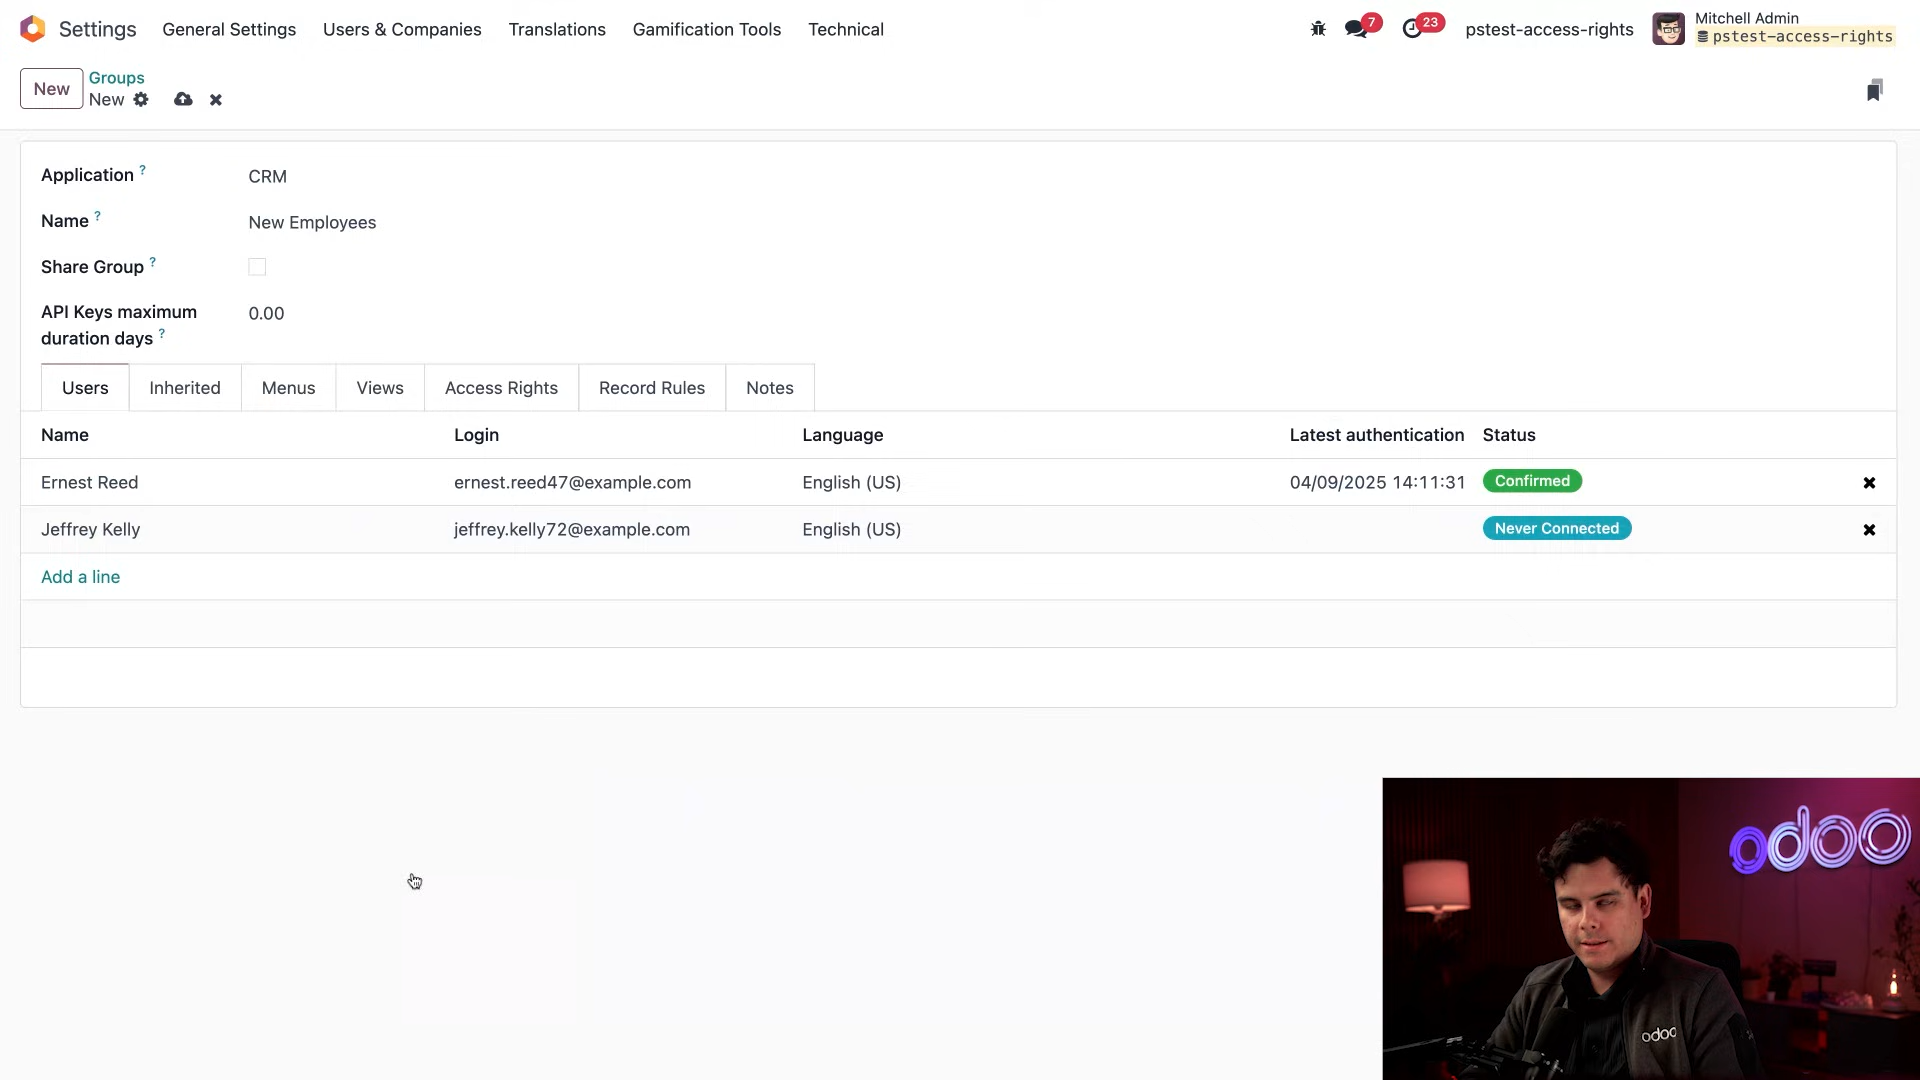 Settings General Settings Users & Companies Translations Gamification Tools Technical 7 23 pstest-access-rights Mitchell Admin
pstest-access-rights
New Groups
New
Application ? CRM
Name ? New Employees
Share Group ?
API Keys maximum duration days ? 0.00
Users Inherited Menus Views Access Rights Record Rules Notes
Name Login Language Latest authentication Status
Ernest Reed ernest.reed47@example.com English (US) 04/09/2025 14:11:31 Confirmed
Jeffrey Kelly jeffrey.kelly72@example.com English (US) Never Connected
Add a line
odoo
odoo